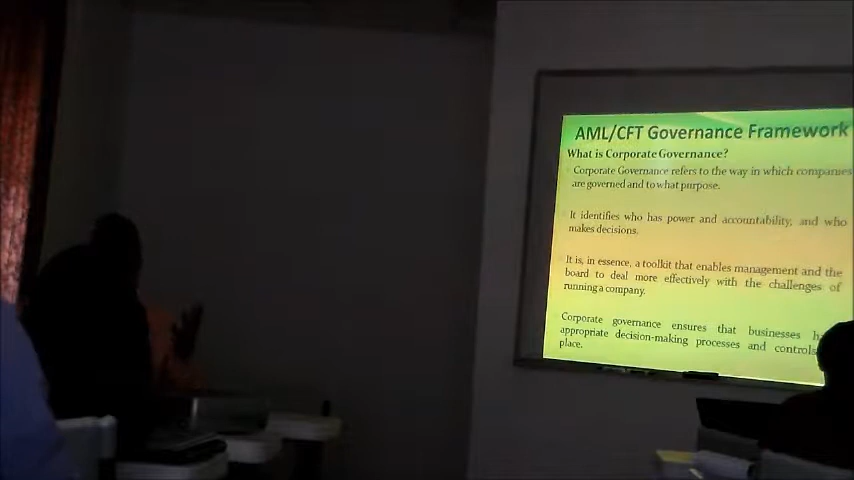 AML/CFT Governance Framework
What is Corporate Governance?
Corporate Governance refers to the way in which companies
are governed and to what purpose.
It identifies who has power and accountability, and who
makes decisions.
It is, in essence, a toolkit that enables management and the
board to deal more effectively with the challenges of
running a company.
Corporate governance ensures that businesses
appropriate decision-making processes and controls
place.